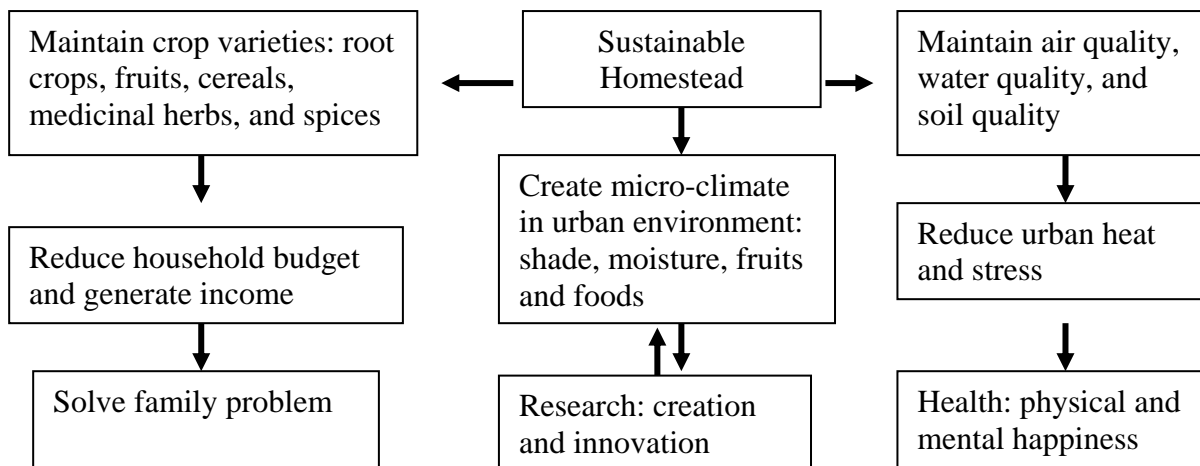 Maintain crop varieties: root
crops, fruits, cereals,
medicinal herbs, and spices
Sustainable
Homestead
Maintain air quality,
water quality, and
soil quality
Create micro-climate
in urban environment:
shade, moisture, fruits
and foods
Reduce household budget
and generate income
Reduce urban heat
and stress
Solve family problem
Research: creation
and innovation
Health: physical and
mental happiness